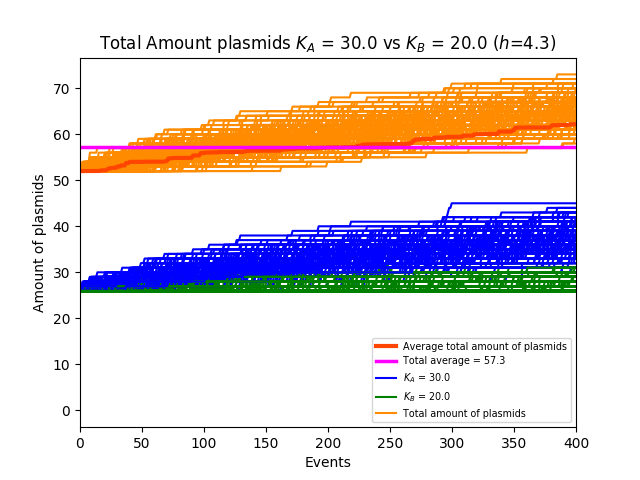 Total Amount plasmids K_A = 30.0 vs K_B = 20.0 (h=4.3)
Amount of plasmids
70
60
50
40
30
20
10
0
0 50 100 150 200 250 300 350 400
Events
Average total amount of plasmids
Total average = 57.3
K_A = 30.0
K_B = 20.0
Total amount of plasmids